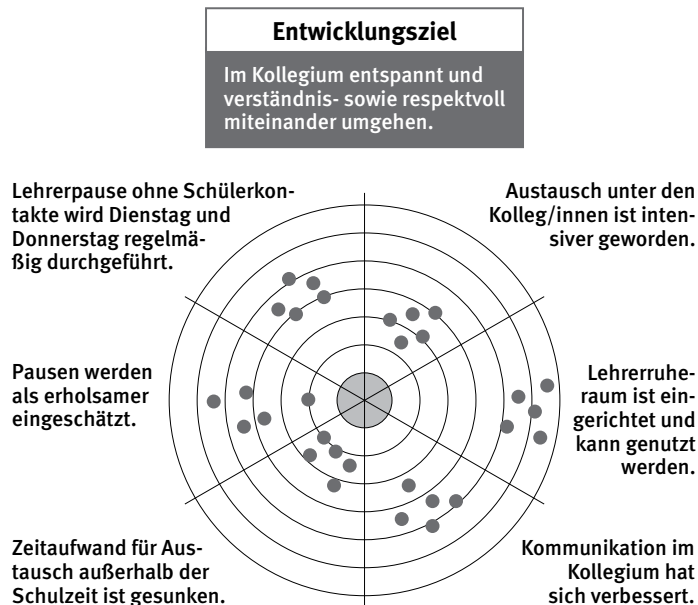 Entwicklungsziel
Im Kollegium entspannt und
verständnis- sowie respektvoll
miteinander umgehen.
Lehrerpause ohne Schülerkon-
takte wird Dienstag und
Donnerstag regelmä-
ßig durchgeführt.
Austausch unter den
Kolleg/innen ist inten-
siver geworden.
Pausen werden
als erholsamer
eingeschätzt.
Lehrerruhe-
raum ist ein-
gerichtet und
kann genutzt
werden.
Zeitaufwand für Aus-
tausch außerhalb der
Schulzeit ist gesunken.
Kommunikation im
Kollegium hat
sich verbessert.